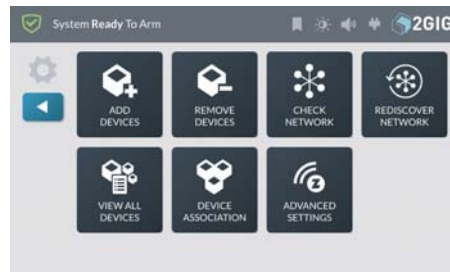 System Ready To Arm
2GIG
ADD
DEVICES
REMOVE
DEVICES
CHECK
NETWORK
REDISCOVER
NETWORK
VIEW ALL
DEVICES
DEVICE
ASSOCIATION
Z
ADVANCED
SETTINGS